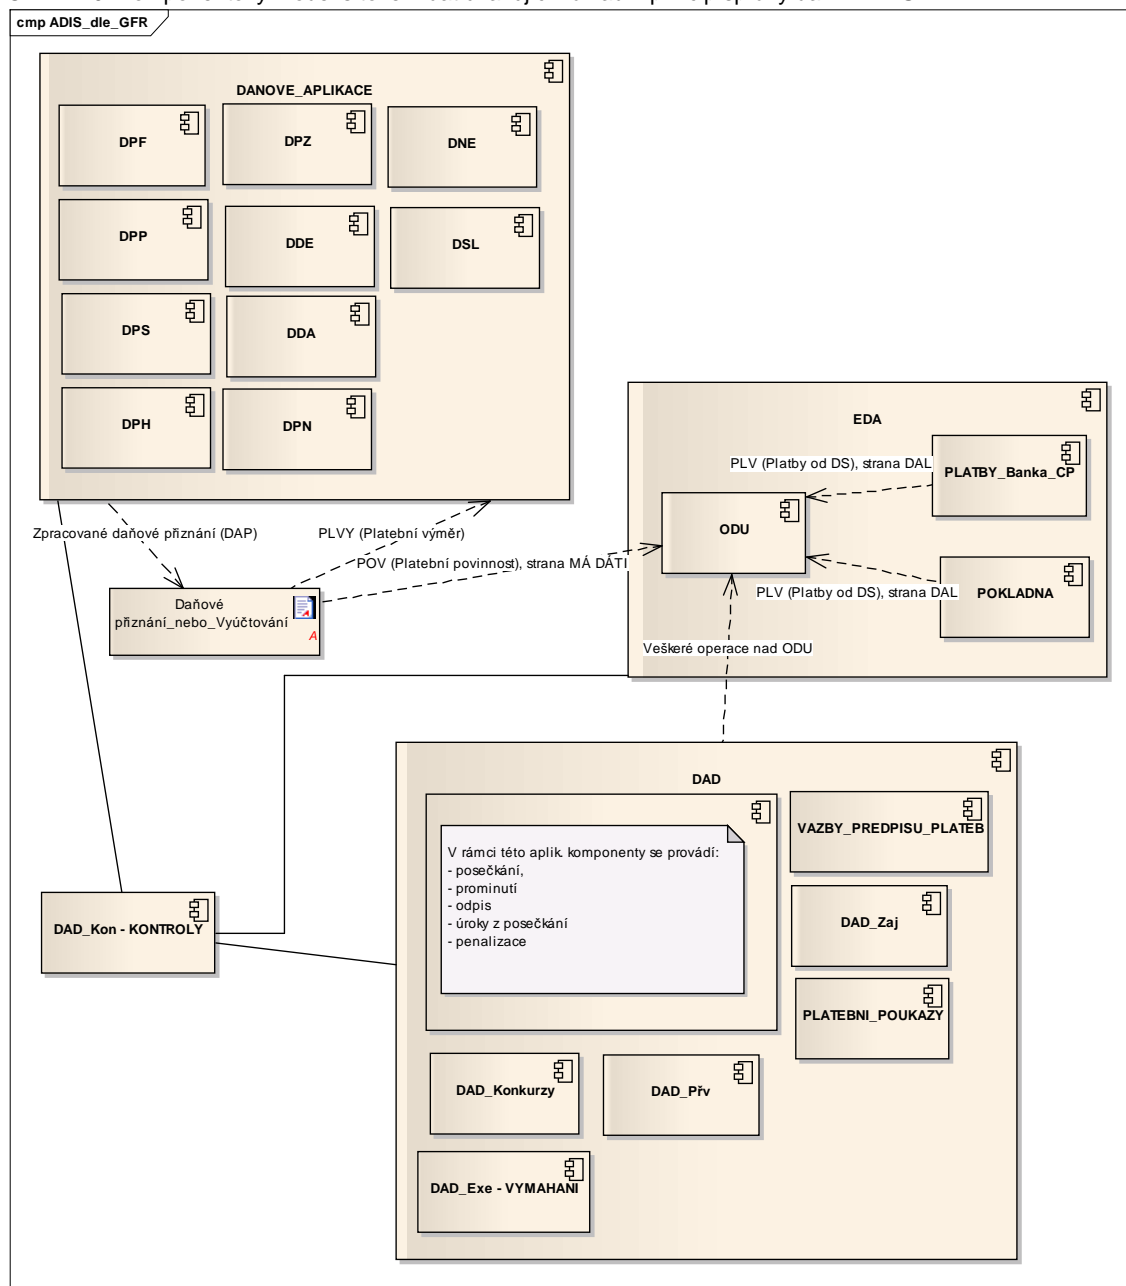 cmp ADIS_dle_GFR
DANOVE_APLIKACE
DPF
DPZ
DNE
DPP
DDE
DSL
DPS
DDA
DPH
DPN
EDA
PLV (Platby od DS), strana DAL
PLATBY_Banka_CP
ODU
Zpracované daňové přiznání (DAP)
PLVY (Platební výměr)
POV (Platební povinnost), strana MÁ DÁTI
PLV (Platby od DS), strana DAL
POKLADNA
Daňové
přiznání_nebo_Vyúčtování
A
Veškeré operace nad ODU
DAD
VAZBY_PREDPISU_PLATEB
V rámci této aplik. komponenty se provádí:
- posečkání,
- prominutí
- odpis
- úroky z posečkání
- penalizace
DAD_Kon - KONTROLY
DAD_Zaj
PLATEBNI_POUKAZY
DAD_Konkurzy
DAD_Přv
DAD_Exe - VYMAHANI